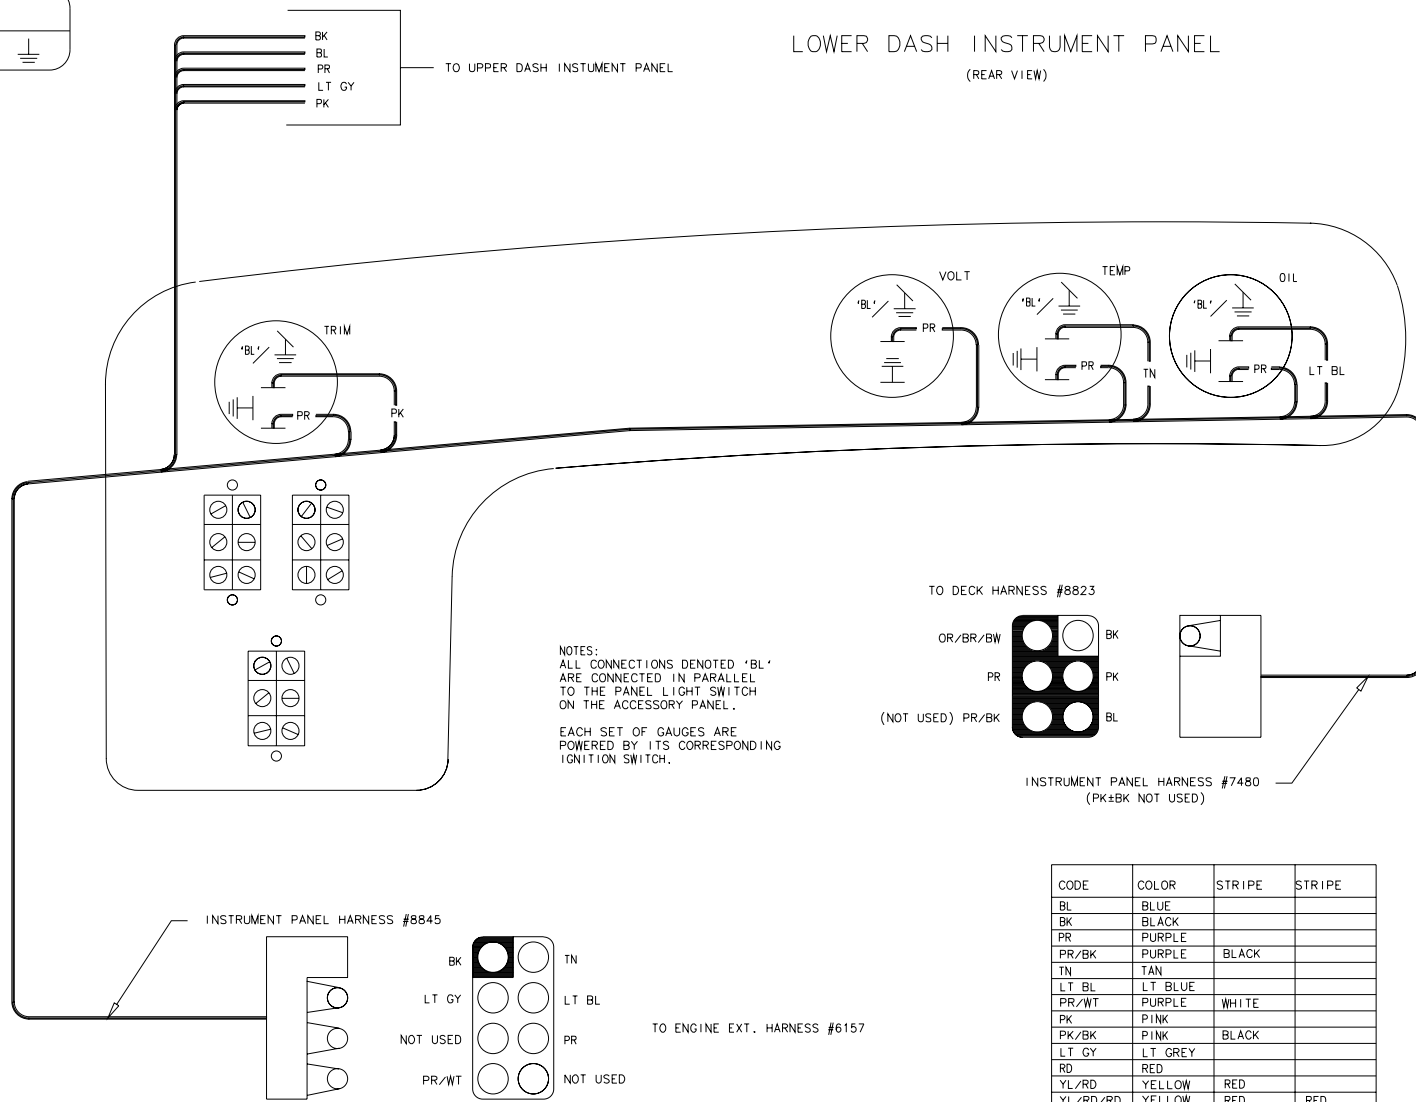 BK
BL
PR
LT GY
PK
TO UPPER DASH INSTUMENT PANEL
LOWER DASH INSTRUMENT PANEL
(REAR VIEW)
TRIM
'BL'
PR
PK
VOLT
'BL'
PR
TEMP
'BL'
PR
TN
OIL
'BL'
PR
LT BL
NOTES:
ALL CONNECTIONS DENOTED 'BL'
ARE CONNECTED IN PARALLEL
TO THE PANEL LIGHT SWITCH
ON THE ACCESSORY PANEL.
EACH SET OF GAUGES ARE
POWERED BY ITS CORRESPONDING
IGNITION SWITCH.
TO DECK HARNESS #8823
OR/BR/BW BK
PR PK
(NOT USED) PR/BK BL
INSTRUMENT PANEL HARNESS #7480
(PK±BK NOT USED)
INSTRUMENT PANEL HARNESS #8845
BK TN
LT GY LT BL
NOT USED PR
PR/WT NOT USED
TO ENGINE EXT. HARNESS #6157
CODE COLOR STRIPE STRIPE
BL BLUE
BK BLACK
PR PURPLE
PR/BK PURPLE BLACK
TN TAN
LT BL LT BLUE
PR/WT PURPLE WHITE
PK PINK
PK/BK PINK BLACK
LT GY LT GREY
RD RED
YL/RD YELLOW RED
YL/RD/RD YELLOW RED RED